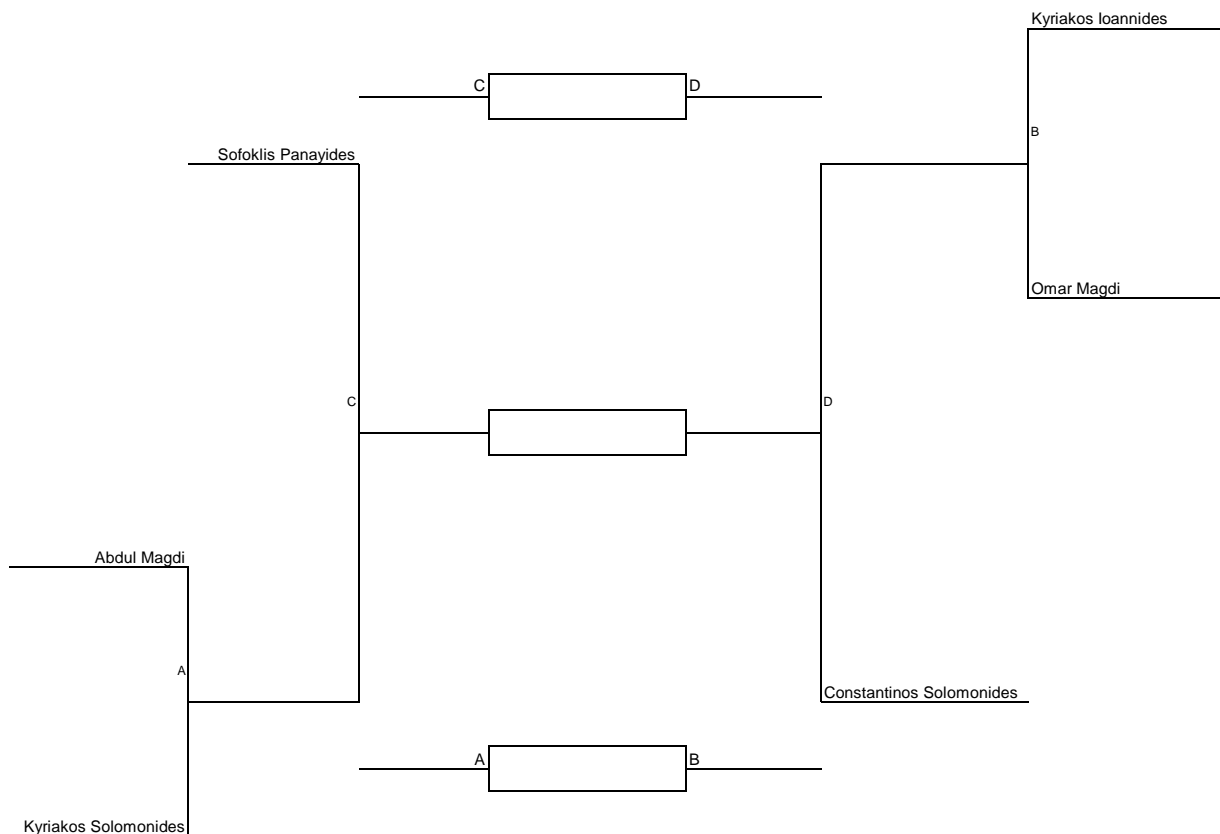 Kyriakos Ioannides
C
D
B
Sofoklis Panayides
Omar Magdi
C
D
Abdul Magdi
A
Constantinos Solomonides
A
B
Kyriakos Solomonides